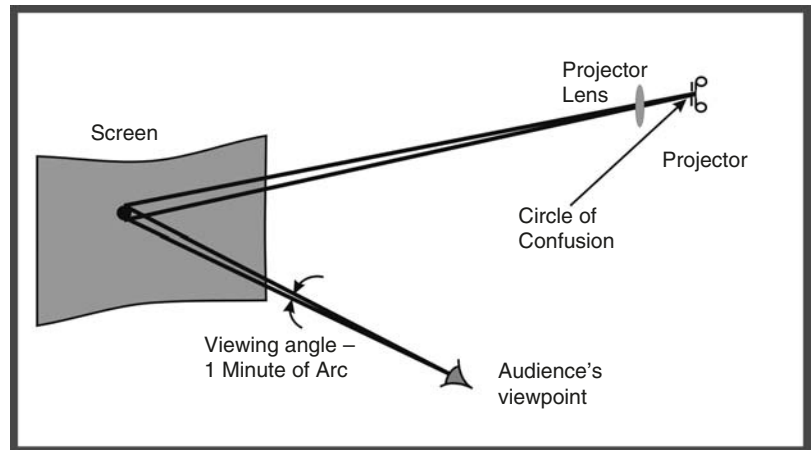 Projector
Lens
Screen
Projector
Circle of
Confusion
Viewing angle –
1 Minute of Arc
Audience’s
viewpoint